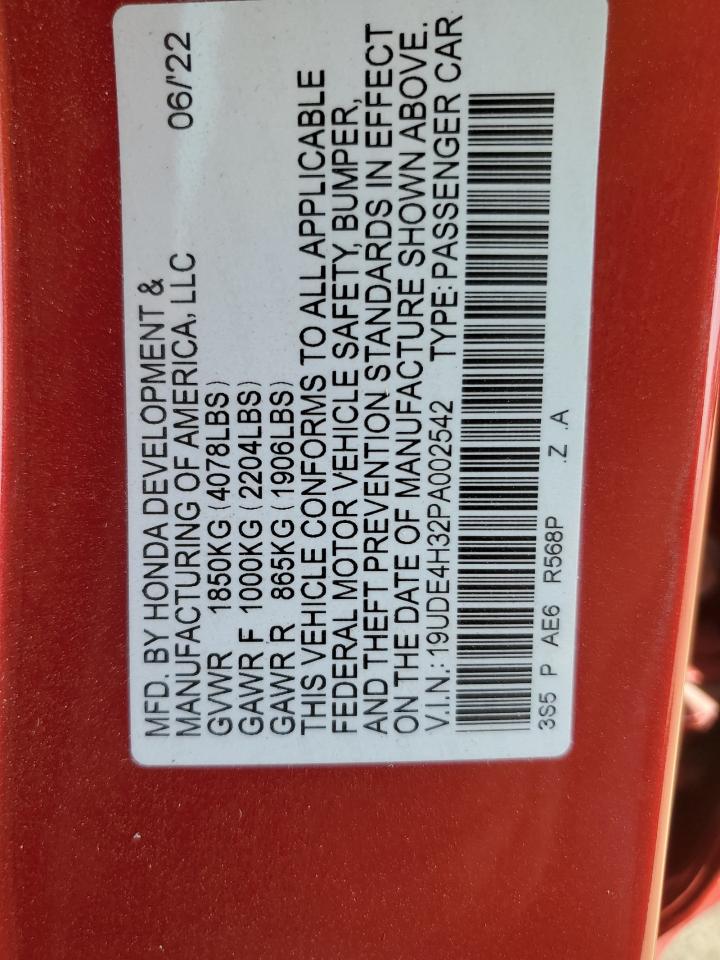 MFD. BY HONDA DEVELOPMENT &
MANUFACTURING OF AMERICA, LLC 06/'22
GVWR 1850KG (4078LBS)
GAWR F 1000KG (2204LBS)
GAWR R 865KG (1906LBS)
THIS VEHICLE CONFORMS TO ALL APPLICABLE
FEDERAL MOTOR VEHICLE SAFETY, BUMPER,
AND THEFT PREVENTION STANDARDS IN EFFECT
ON THE DATE OF MANUFACTURE SHOWN ABOVE.
V.I.N.: 19UDE4H32PA002542 TYPE: PASSENGER CAR
3S5 P AE6 R568P .Z .A